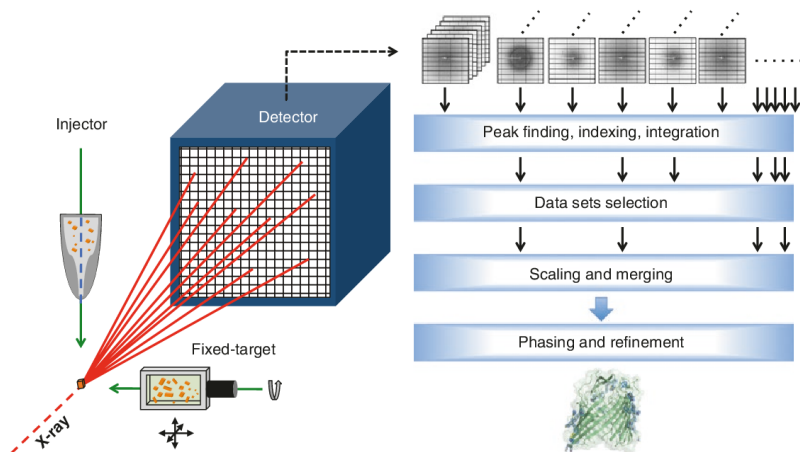 Injector
Detector
Fixed-target
X-ray
Peak finding, indexing, integration
Data sets selection
Scaling and merging
Phasing and refinement